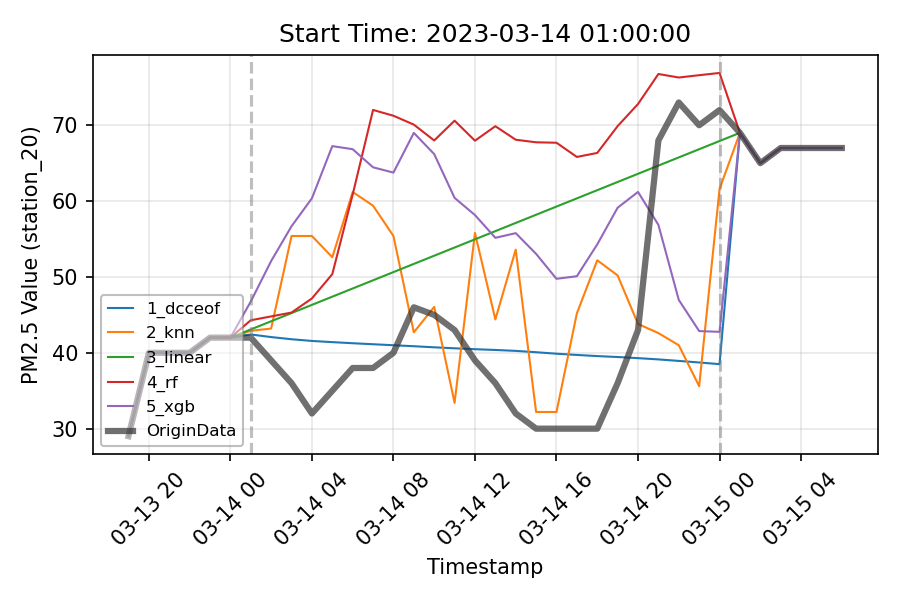 Start Time: 2023-03-14 01:00:00
PM2.5 Value (station_20)
70
60
50
40
30
1_dcceof
2_knn
3_linear
4_rf
5_xgb
OriginData
03-13 20
03-14 00
03-14 04
03-14 08
03-14 12
03-14 16
03-14 20
03-15 00
03-15 04
Timestamp